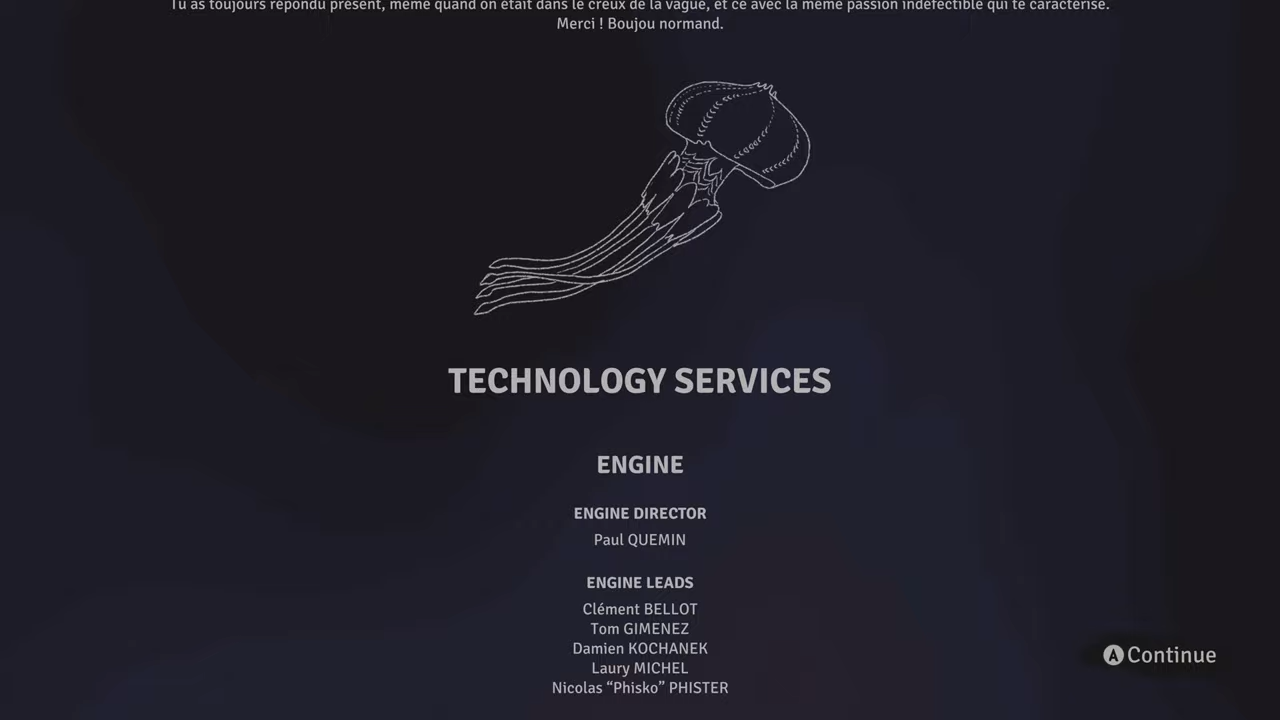 Tu as toujours répondu présent, même quand on était dans le creux de la vague, et ce avec la même passion indéfectible qui te caractérise.
Merci ! Boujou normand.
TECHNOLOGY SERVICES
ENGINE
ENGINE DIRECTOR
Paul QUEMIN
ENGINE LEADS
Clément BELLOT
Tom GIMENEZ
Damien KOCHANEK
Laury MICHEL
Nicolas “Phisko” PHISTER
A Continue